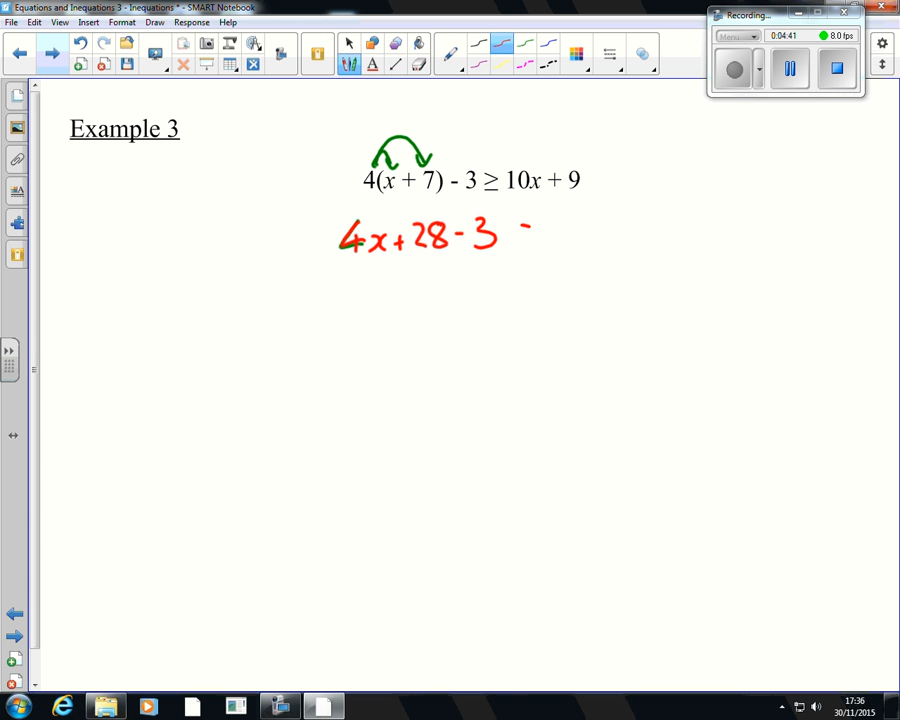 Equations and Inequations 3 - Inequations * - SMART Notebook
File Edit View Insert Format Draw Response Help
Recording...
Menu
0:04:41
8.0 fps
Example 3
4(x + 7) - 3 ≥ 10x + 9
4x + 28 - 3
17:36
30/11/2015